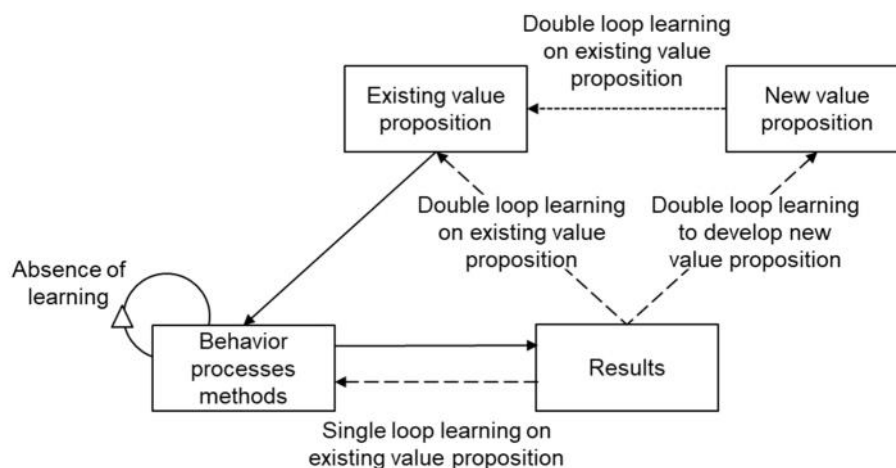 Double loop learning
on existing value
proposition
Existing value
proposition
New value
proposition
Double loop learning
on existing value
proposition
Double loop learning
to develop new
value proposition
Absence of
learning
Behavior
processes
methods
Results
Single loop learning on
existing value proposition